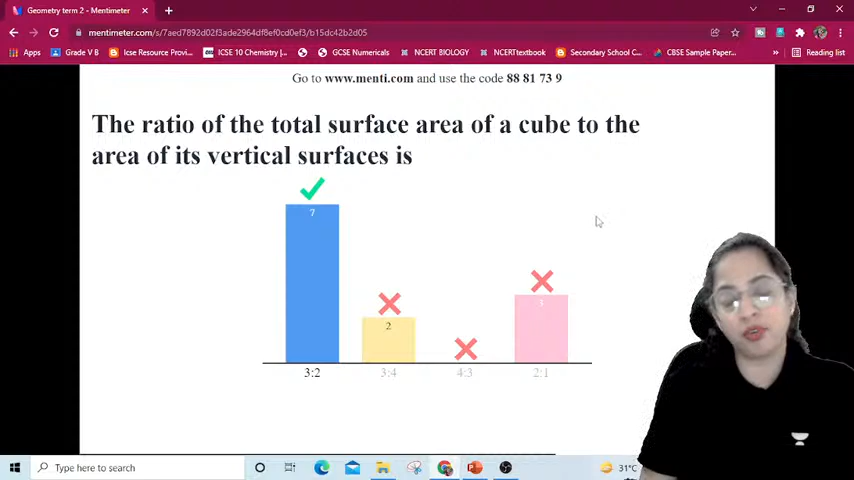 Geometry term 2 - Mentimeter
mentimeter.com/s/7aed7892d02f3ade2964df8ef0cd0ef3/b15dc42b2d05
Apps Grade V B Icse Resource Provi... ICSE 10 Chemistry J... GCSE Numericals NCERT BIOLOGY NCERTtextbook Secondary School C... CBSE Sample Paper... Reading list
Go to www.menti.com and use the code 88 81 73 9
The ratio of the total surface area of a cube to the
area of its vertical surfaces is
7
2
3
3:2 3:4 4:3 2:1
Type here to search
31°C